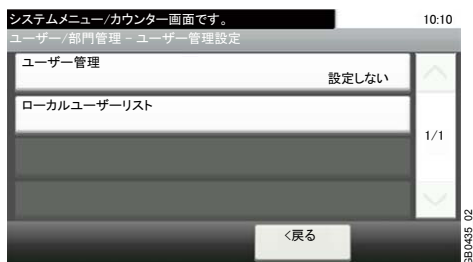 システムメニュー/カウンター画面です。
10:10
ユーザー/部門管理 - ユーザー管理設定
ユーザー管理
設定しない
ローカルユーザーリスト
1/1
<戻る
GB0435_02